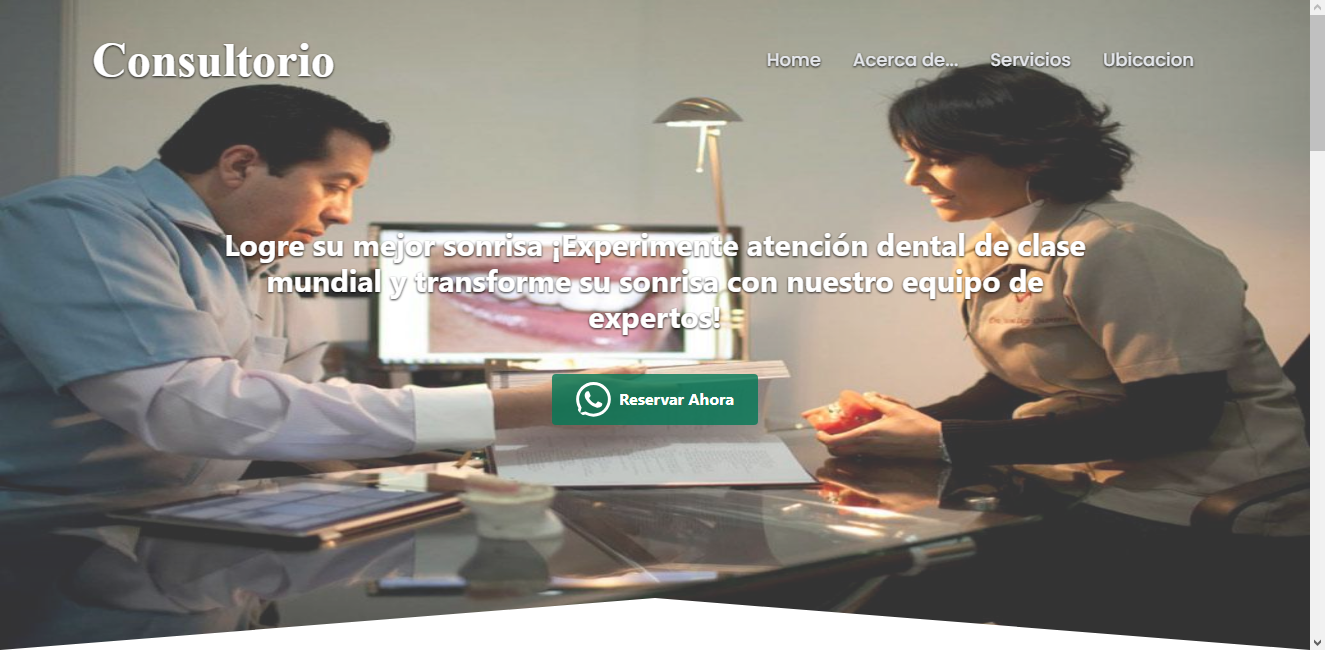 Consultorio
Home Acerca de... Servicios Ubicacion
Logre su mejor sonrisa ¡Experimente atención dental de clase
mundial y transforme su sonrisa con nuestro equipo de
expertos!
Reservar Ahora